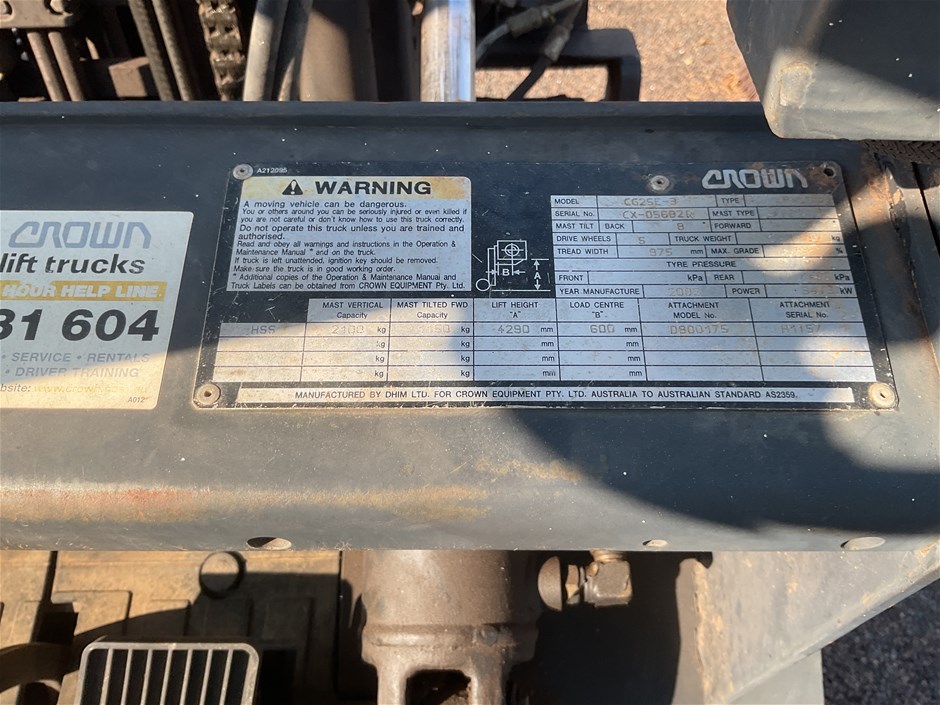 CROWN
lift trucks
HOUR HELP LINE
31 604
• SERVICE • RENTALS
• DRIVER TRAINING
A012
A212095
WARNING
A moving vehicle can be dangerous.
You or others around you can be seriously injured or even killed if
you are not careful or don't know how to use this truck correctly.
Do not operate this truck unless you are trained and
authorised.
Read and obey all warnings and instructions in the Operation &
Maintenance Manual * and on the truck.
If truck is left unattended, ignition key should be removed.
Make sure the truck is in good working order.
* Additional copies of the Operation & Maintenance Manual and
Truck Labels can be obtained from CROWN EQUIPMENT Pty. Ltd.
B
A
CROWN
MODEL CG25E-3 TYPE
SERIAL No. MAST TYPE
MAST TILT BACK FORWARD
DRIVE WHEELS TRUCK WEIGHT kg
TREAD WIDTH 975 mm MAX. GRADE %
TYRE PRESSURE
FRONT kPa REAR kPa
YEAR MANUFACTURE POWER kW
MAST VERTICAL Capacity MAST TILTED FWD Capacity LIFT HEIGHT "A" LOAD CENTRE "B" ATTACHMENT Model No. ATTACHMENT Serial No.
HSS 2100 kg kg 4290 mm 600 mm
kg kg mm mm
kg kg mm mm
kg kg mm mm
MANUFACTURED BY DHIM LTD. FOR CROWN EQUIPMENT PTY. LTD. AUSTRALIA TO AUSTRALIAN STANDARD AS2359.